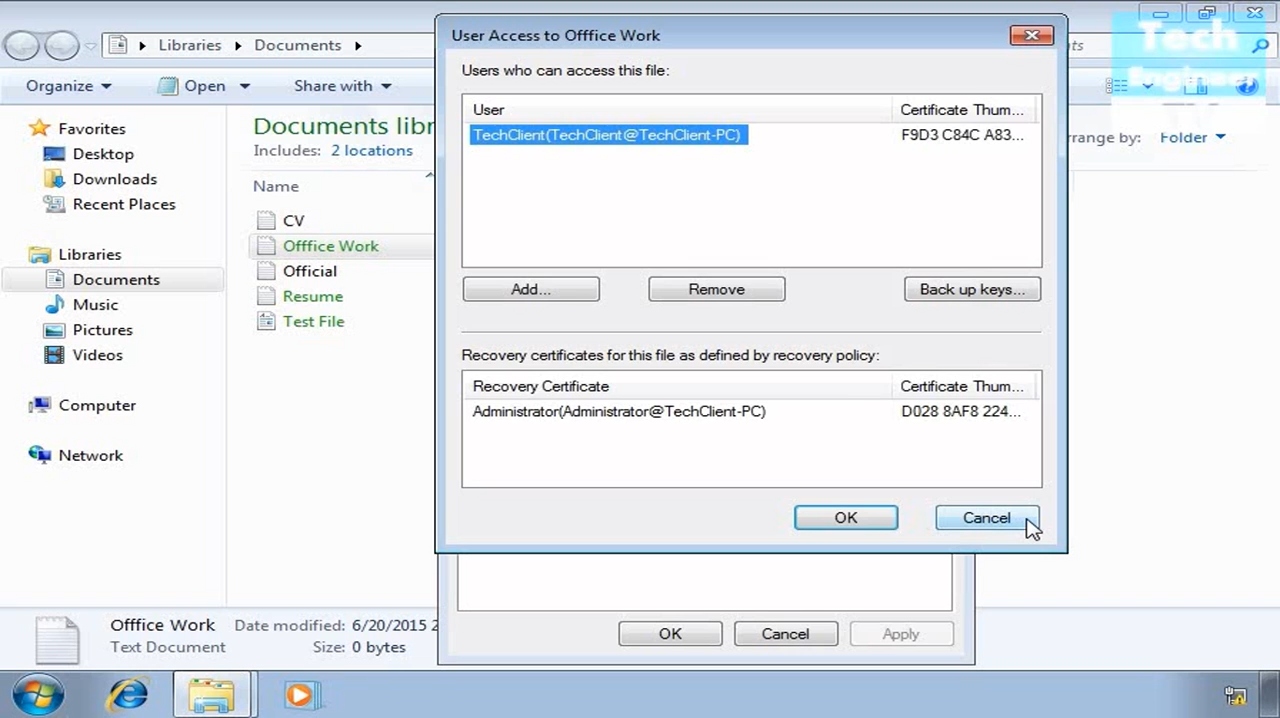 User Access to Offfice Work
Libraries
Documents
Tech
Engineer
Organize
Open
Share with
Users who can access this file:
User
Certificate Thum...
TechClient(TechClient@TechClient-PC)
F9D3 C84C A83...
Add...
Remove
Back up keys...
Recovery certificates for this file as defined by recovery policy:
Recovery Certificate
Certificate Thum...
Administrator(Administrator@TechClient-PC)
D028 8AF8 224...
OK
Cancel
Favorites
Desktop
Downloads
Recent Places
Libraries
Documents
Music
Pictures
Videos
Computer
Network
Documents libr
Includes: 2 locations
range by: Folder
Name
CV
Offfice Work
Official
Resume
Test File
OK
Cancel
Apply
Offfice Work
Date modified: 6/20/2015 2
Text Document
Size: 0 bytes